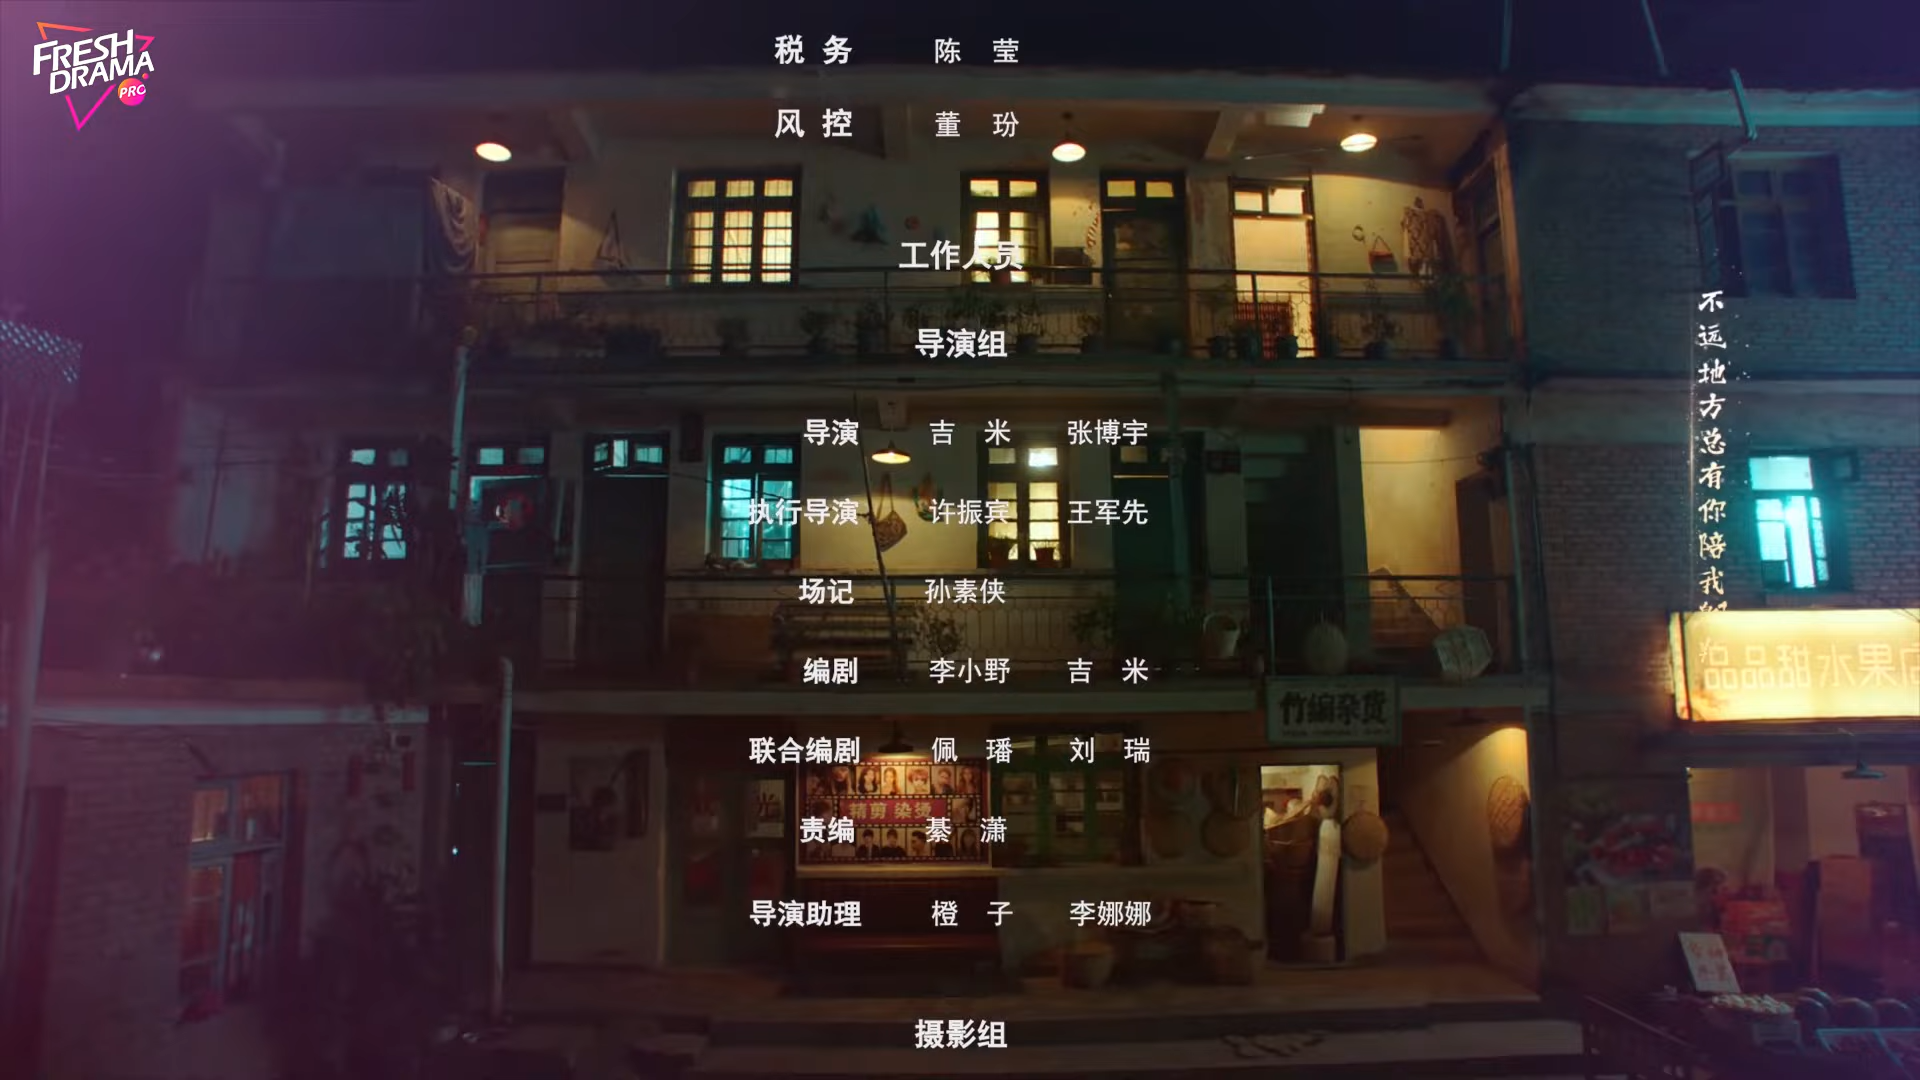 FRESH
DRAMA
PRO
税务 陈莹
风控 董玢
工作人员
导演组
导演 吉米 张博宇
执行导演 许振宾 王军先
场记 孙素侠
编剧 李小野 吉米
联合编剧 佩璠 刘瑞
责编 綦潇
导演助理 橙子 李娜娜
摄影组
不远地方总有你陪我
品品甜水果店
竹编杂货
精剪染烫